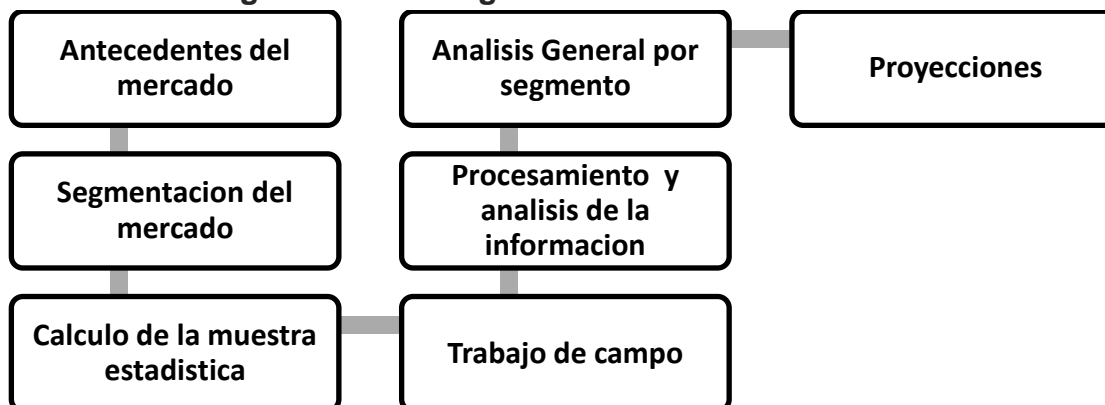 Antecedentes del
mercado
Segmentacion del
mercado
Calculo de la muestra
estadistica
Trabajo de campo
Procesamiento y
analisis de la
informacion
Analisis General por
segmento
Proyecciones